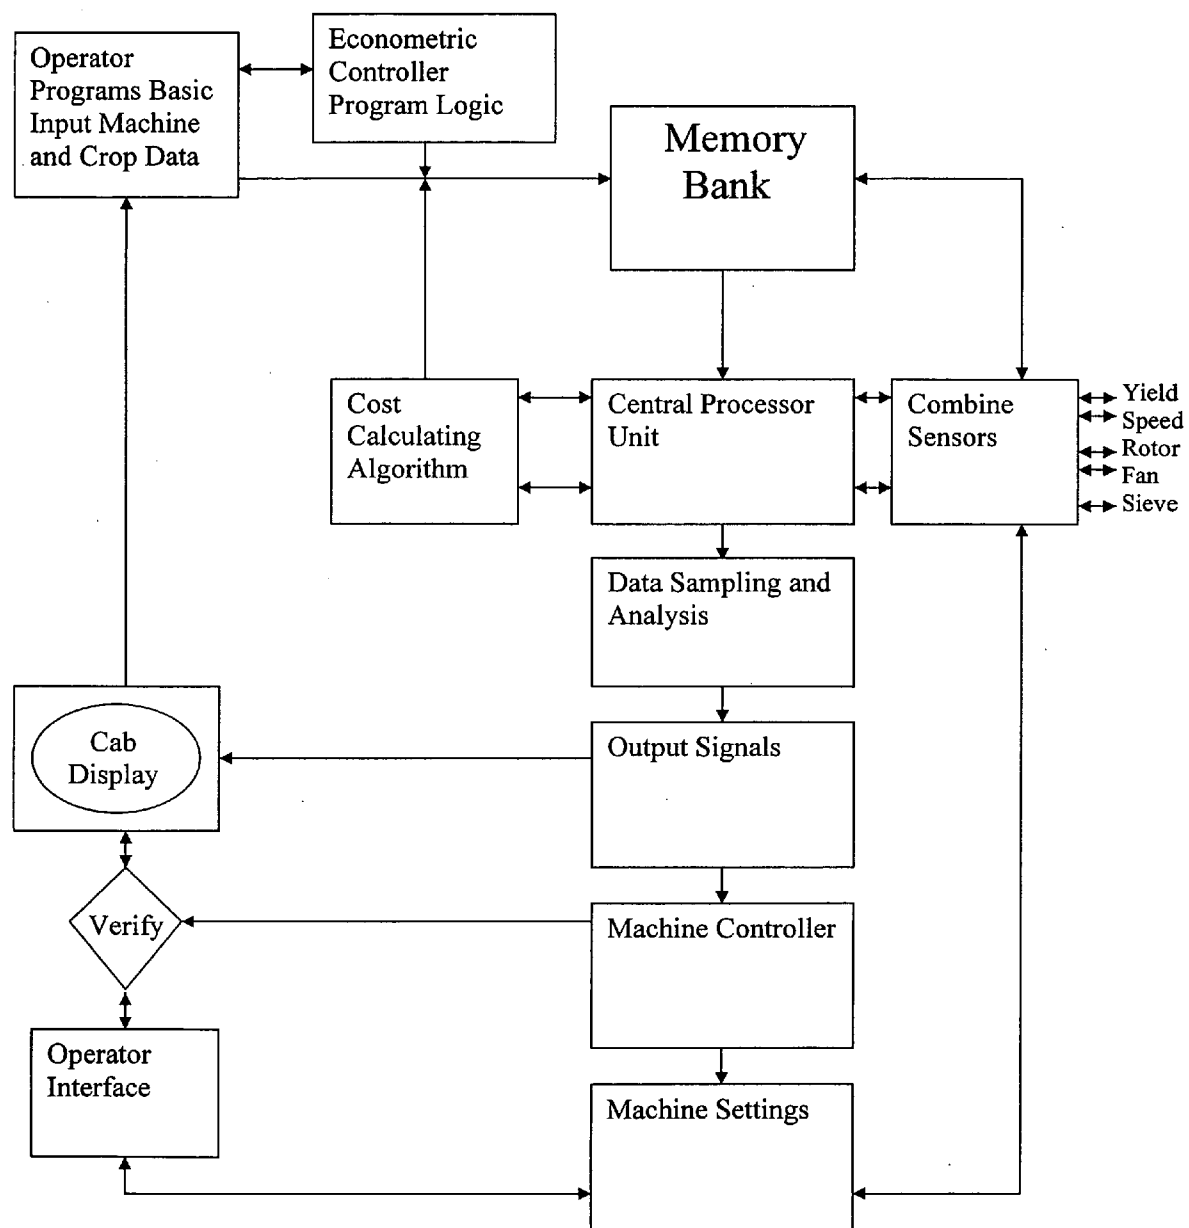 Operator
Programs Basic
Input Machine
and Crop Data
Econometric
Controller
Program Logic
Memory
Bank
Cost
Calculating
Algorithm
Central Processor
Unit
Combine
Sensors
Yield
Speed
Rotor
Fan
Sieve
Data Sampling and
Analysis
Cab
Display
Output Signals
Verify
Machine Controller
Operator
Interface
Machine Settings